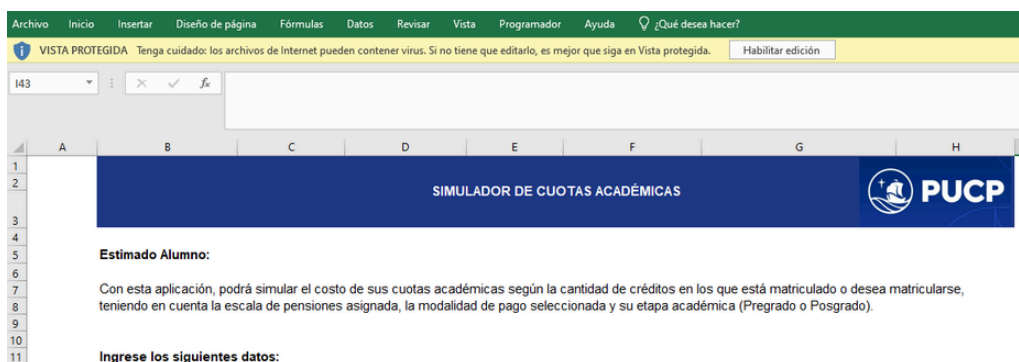 Archivo Inicio Insertar Diseño de página Fórmulas Datos Revisar Vista Programador Ayuda ¿Qué desea hacer?
VISTA PROTEGIDA Tenga cuidado: los archivos de Internet pueden contener virus. Si no tiene que editarlo, es mejor que siga en Vista protegida. Habilitar edición
I43 fx
A B C D E F G H
1
2
SIMULADOR DE CUOTAS ACADÉMICAS PUCP
3
4
5 Estimado Alumno:
6
7 Con esta aplicación, podrá simular el costo de sus cuotas académicas según la cantidad de créditos en los que está matriculado o desea matricularse,
8 teniendo en cuenta la escala de pensiones asignada, la modalidad de pago seleccionada y su etapa académica (Pregrado o Posgrado).
9
10
11 Ingrese los siguientes datos: